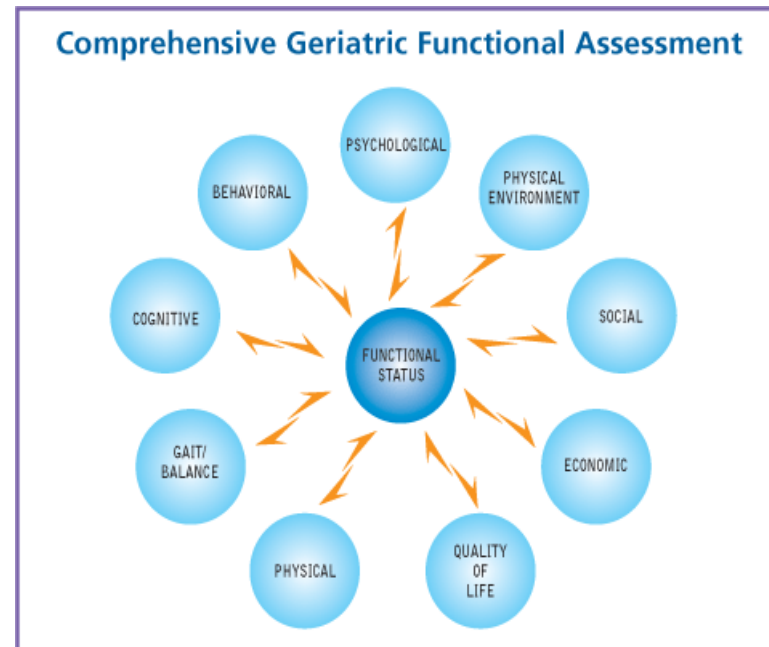 Comprehensive Geriatric Functional Assessment
PSYCHOLOGICAL
PHYSICAL
ENVIRONMENT
BEHAVIORAL
COGNITIVE
SOCIAL
FUNCTIONAL
STATUS
GAIT/
BALANCE
ECONOMIC
PHYSICAL
QUALITY
OF
LIFE